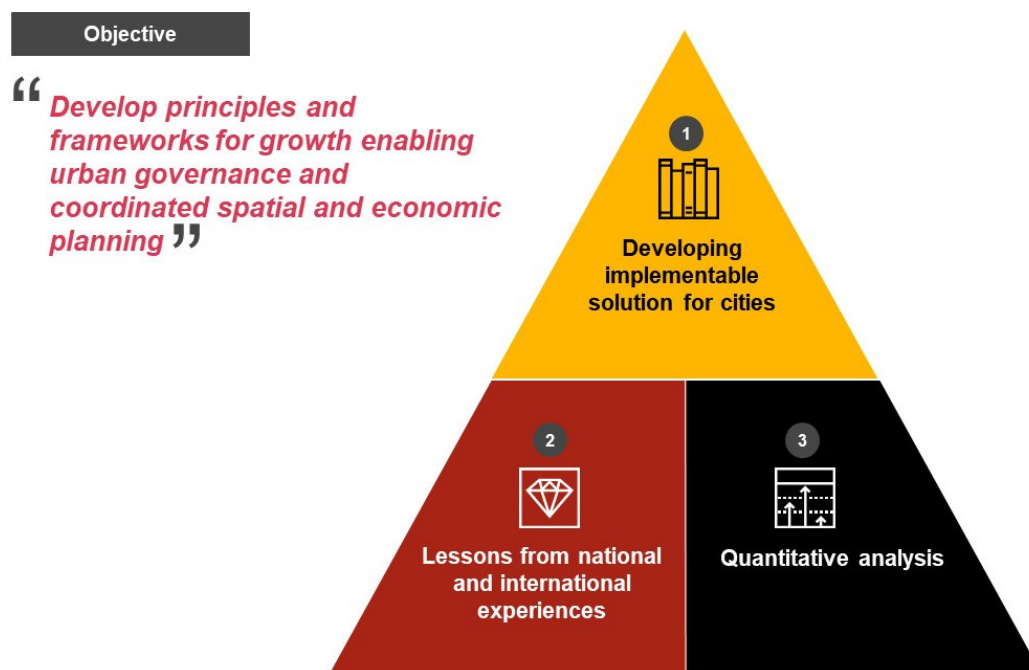 Objective
“ Develop principles and
frameworks for growth enabling
urban governance and
coordinated spatial and economic
planning ”
1
Developing
implementable
solution for cities
2
Lessons from national
and international
experiences
3
Quantitative analysis